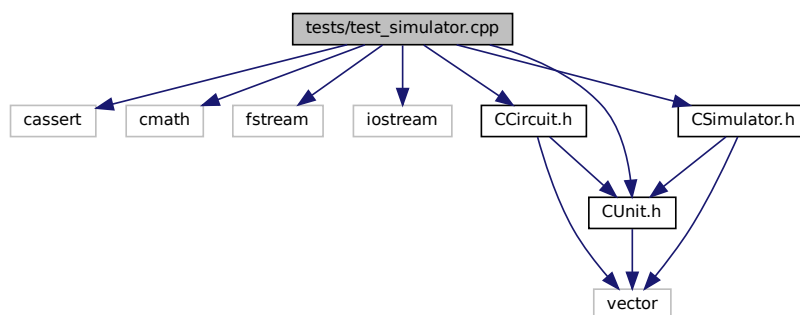 tests/test_simulator.cpp
cassert
cmath
fstream
iostream
CCircuit.h
CSimulator.h
CUnit.h
vector